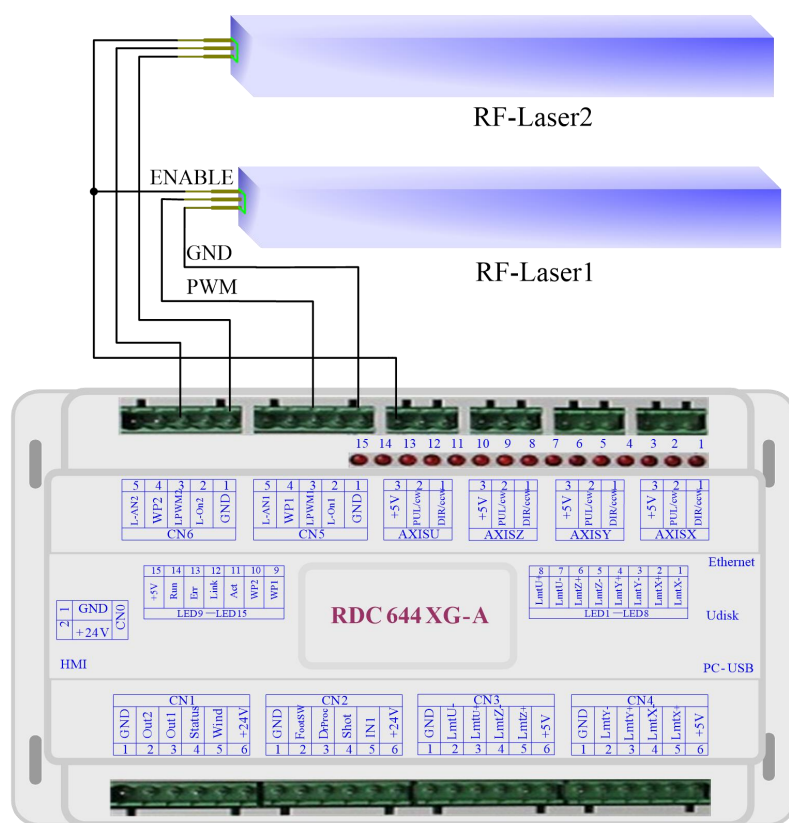 RF-Laser2
ENABLE
GND
RF-Laser1
PWM
15 14 13 12 11 10 9 8 7 6 5 4 3 2 1
5 4 3 2 1
L-AN2 WP2 LPWM2 L-On2 GND
CN6
5 4 3 2 1
L-AN1 WP1 LPWM1 L-On1 GND
CN5
3 2 1
+5V PUL/cw DIR/ccw
AXISU
3 2 1
+5V PUL/cw DIR/ccw
AXISZ
3 2 1
+5V PUL/cw DIR/ccw
AXISY
3 2 1
+5V PUL/cw DIR/ccw
AXISX
Ethernet
15 14 13 12 11 10 9
+5V Run Err Link Act WP2 WP1
LED9—LED15
8 7 6 5 4 3 2 1
LmtU+ LmtU- LmtZ+ LmtZ- LmtY+ LmtY- LmtX+ LmtX-
LED1—LED8
1 GND
2 +24V
CN0
RDC 644 XG-A
Udisk
HMI
PC-USB
CN1
GND Out2 Out1 Status Wind +24V
1 2 3 4 5 6
CN2
GND FootSW DrProc Shot IN1 +24V
1 2 3 4 5 6
CN3
GND LmtU- LmtU+ LmtZ- LmtZ+ +5V
1 2 3 4 5 6
CN4
GND LmtY- LmtY+ LmtX- LmtX+ +5V
1 2 3 4 5 6